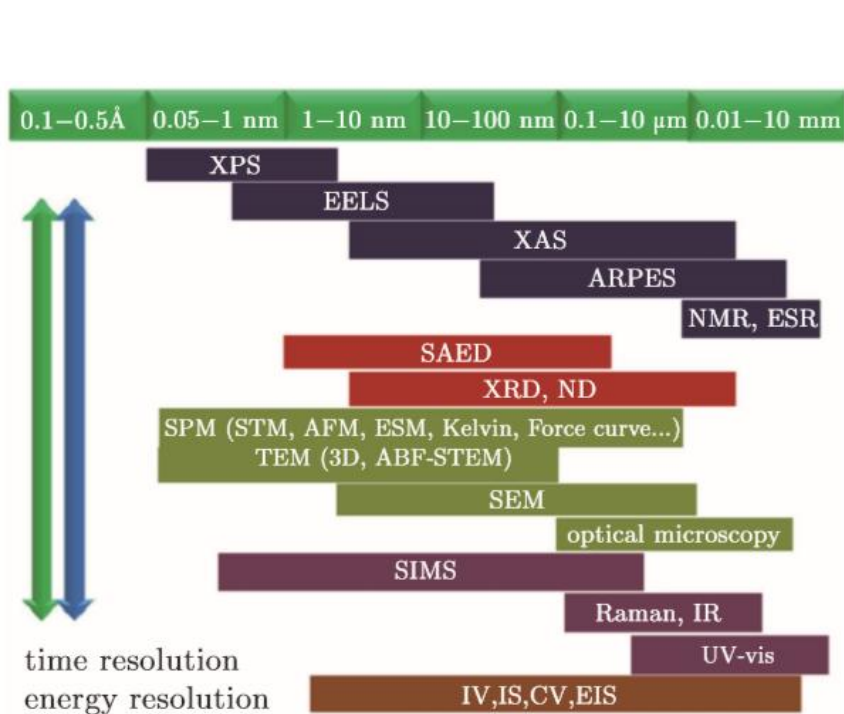 0.1−0.5Å 0.05−1 nm 1−10 nm 10−100 nm 0.1−10 μm 0.01−10 mm
XPS
EELS
XAS
ARPES
NMR, ESR
SAED
XRD, ND
SPM (STM, AFM, ESM, Kelvin, Force curve...)
TEM (3D, ABF-STEM)
SEM
optical microscopy
SIMS
Raman, IR
UV-vis
time resolution
energy resolution
IV,IS,CV,EIS